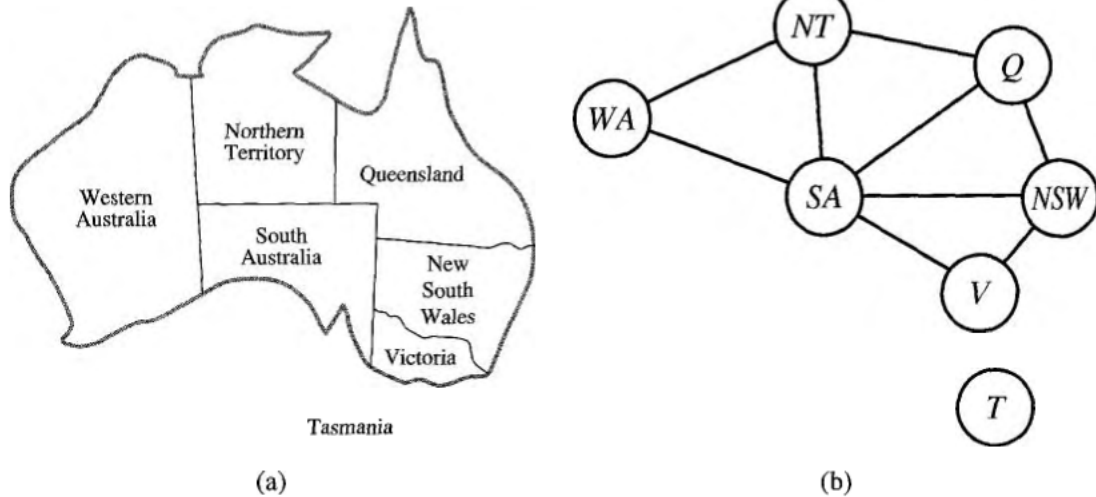 Northern
Territory
Western
Australia
Queensland
South
Australia
New
South
Wales
Victoria
Tasmania
(a)
NT
Q
WA
SA
NSW
V
T
(b)